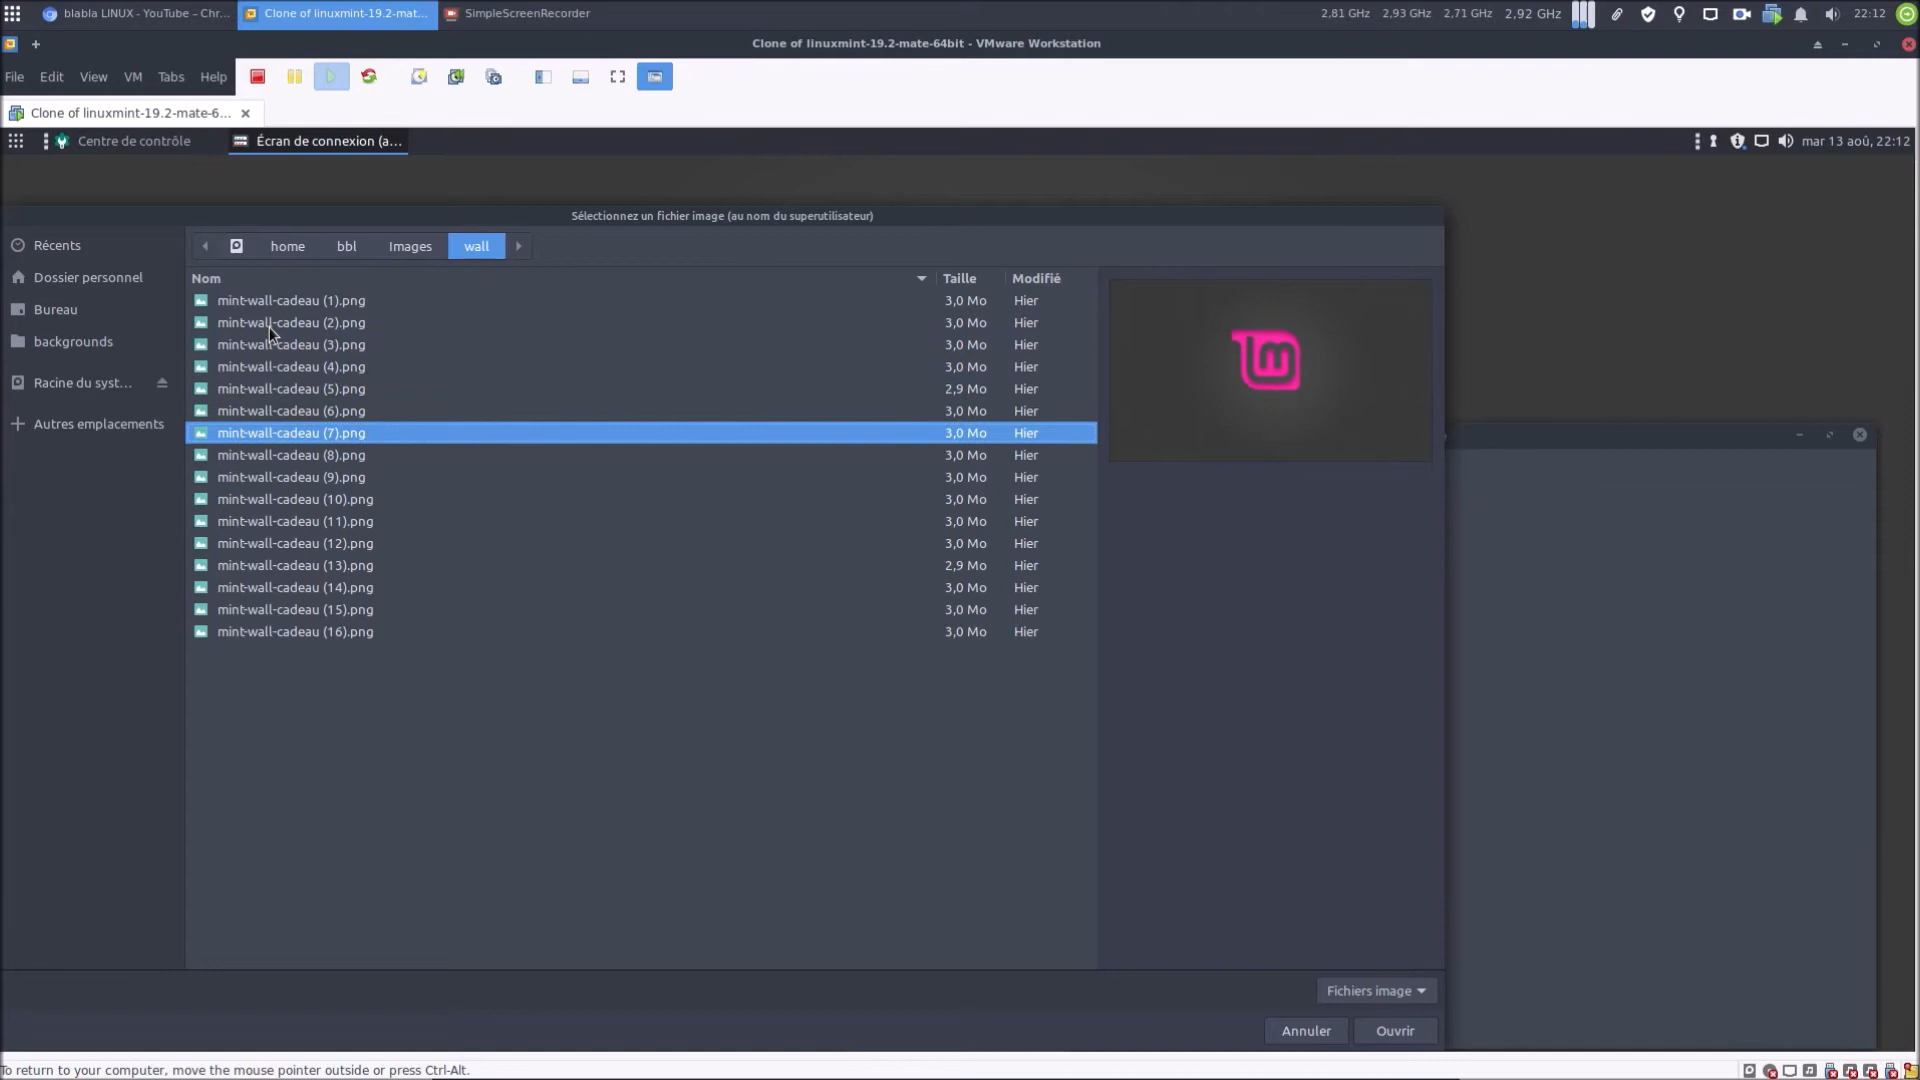 blabla LINUX - YouTube – Chr...
Clone of linuxmint-19.2-mat...
SimpleScreenRecorder
2,81 GHz
2,93 GHz
2,71 GHz
2,92 GHz
22:12
Clone of linuxmint-19.2-mate-64bit - VMware Workstation
File
Edit
View
VM
Tabs
Help
Clone of linuxmint-19.2-mate-6...
Centre de contrôle
Écran de connexion (a...
mar 13 aoû, 22:12
Sélectionnez un fichier image (au nom du superutilisateur)
Récents
Dossier personnel
Bureau
backgrounds
Racine du syst...
Autres emplacements
home
bbl
Images
wall
Nom
Taille
Modifié
mint-wall-cadeau (1).png 3,0 Mo Hier
mint-wall-cadeau (2).png 3,0 Mo Hier
mint-wall-cadeau (3).png 3,0 Mo Hier
mint-wall-cadeau (4).png 3,0 Mo Hier
mint-wall-cadeau (5).png 2,9 Mo Hier
mint-wall-cadeau (6).png 3,0 Mo Hier
mint-wall-cadeau (7).png 3,0 Mo Hier
mint-wall-cadeau (8).png 3,0 Mo Hier
mint-wall-cadeau (9).png 3,0 Mo Hier
mint-wall-cadeau (10).png 3,0 Mo Hier
mint-wall-cadeau (11).png 3,0 Mo Hier
mint-wall-cadeau (12).png 3,0 Mo Hier
mint-wall-cadeau (13).png 2,9 Mo Hier
mint-wall-cadeau (14).png 3,0 Mo Hier
mint-wall-cadeau (15).png 3,0 Mo Hier
mint-wall-cadeau (16).png 3,0 Mo Hier
Fichiers image
Annuler
Ouvrir
To return to your computer, move the mouse pointer outside or press Ctrl-Alt.